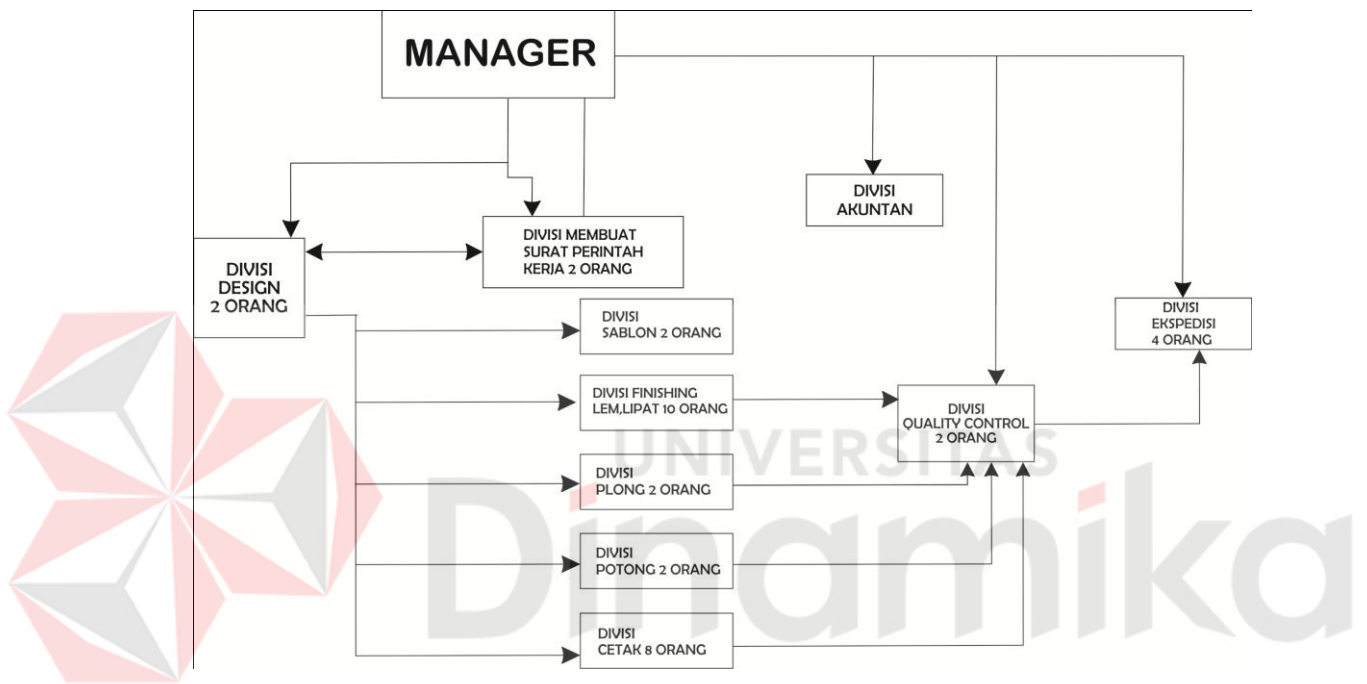 MANAGER
DIVISI
AKUNTAN
DIVISI MEMBUAT
SURAT PERINTAH
KERJA 2 ORANG
DIVISI
DESIGN
2 ORANG
DIVISI
EKSPEDISI
4 ORANG
DIVISI
SABLON 2 ORANG
DIVISI FINISHING
LEM,LIPAT 10 ORANG
DIVISI
QUALITY CONTROL
2 ORANG
DIVISI
PLONG 2 ORANG
DIVISI
POTONG 2 ORANG
DIVISI
CETAK 8 ORANG
UNIVERSITAS
Dinamika